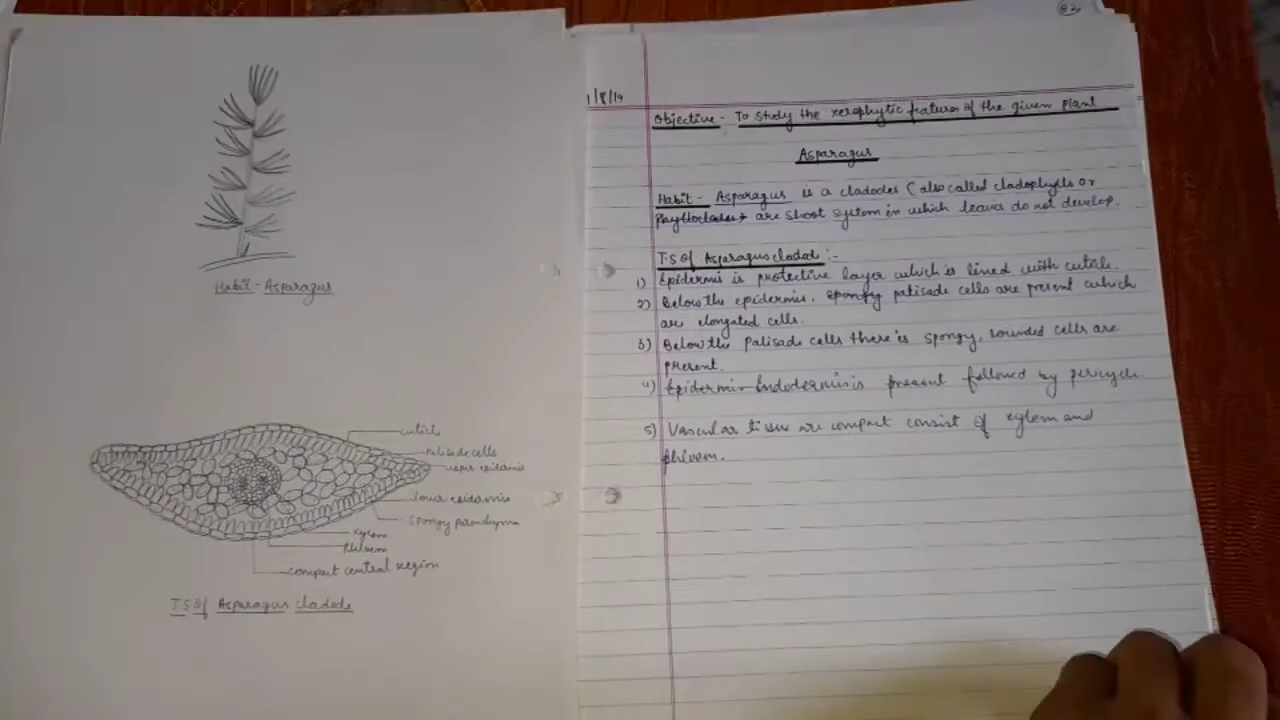 Habit - Asparagus
cuticle
palisade cells
upper epidermis
lower epidermis
spongy parenchyma
xylem
Phloem
compact central region
T.S Of Asparagus cladode
82
1/8/19
Objective - To study the xerophytic features of the given plant
Asparagus
Habit - Asparagus is a cladodes (also called cladophylls or
phylloclades) are shoot system in which leaves do not develop.
T.S Of Asparagus cladod :-
1) Epidermis is protective layer which is lined with cuticle.
2) Below the epidermis, spongy palisade cells are present which
are elongated cells.
3) Below the Palisade cells there is spongy, rounded cells are
present.
4) Epidermis Endodermis is present followed by pericycle.
5) Vascular tissue are compact consist of xylem and
phloem.